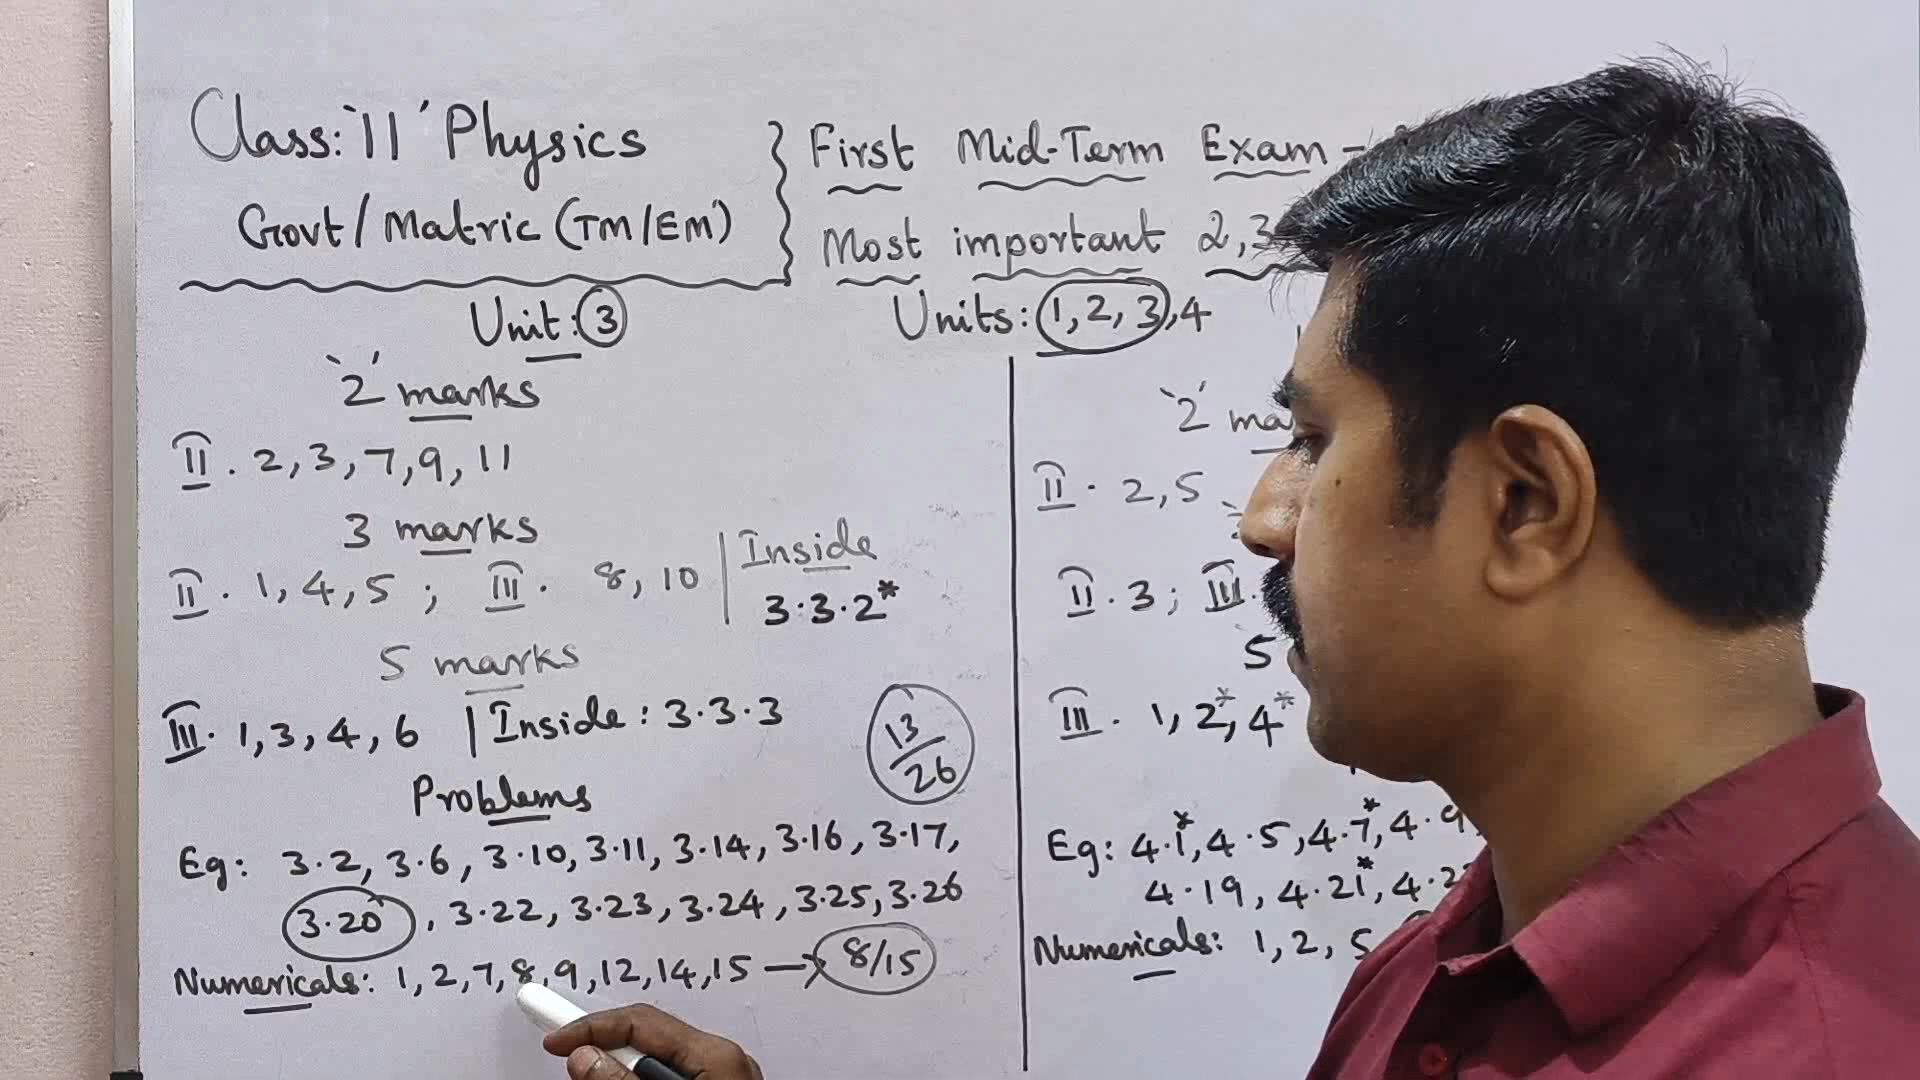 Class: '11' Physics
Govt/Matric (TM/EM)
First Mid-Term Exam -
Most important 2,3
Units: 1, 2, 3, 4
Unit: 3
'2' marks
II. 2, 3, 7, 9, 11
3 marks
II. 1, 4, 5 ; III. 8, 10 | Inside
3.3.2*
5 marks
III. 1, 3, 4, 6 | Inside: 3.3.3
13/26
Problems
Eg: 3.2, 3.6, 3.10, 3.11, 3.14, 3.16, 3.17,
3.20, 3.22, 3.23, 3.24, 3.25, 3.26
Numericals: 1, 2, 7, 8, 9, 12, 14, 15 → 8/15
'2' ma
II. 2, 5
II. 3; III.
5
III. 1, 2*, 4*
Eg: 4.1*, 4.5, 4.7*, 4.9
4.19, 4.21*, 4.2
Numericals: 1, 2, 5